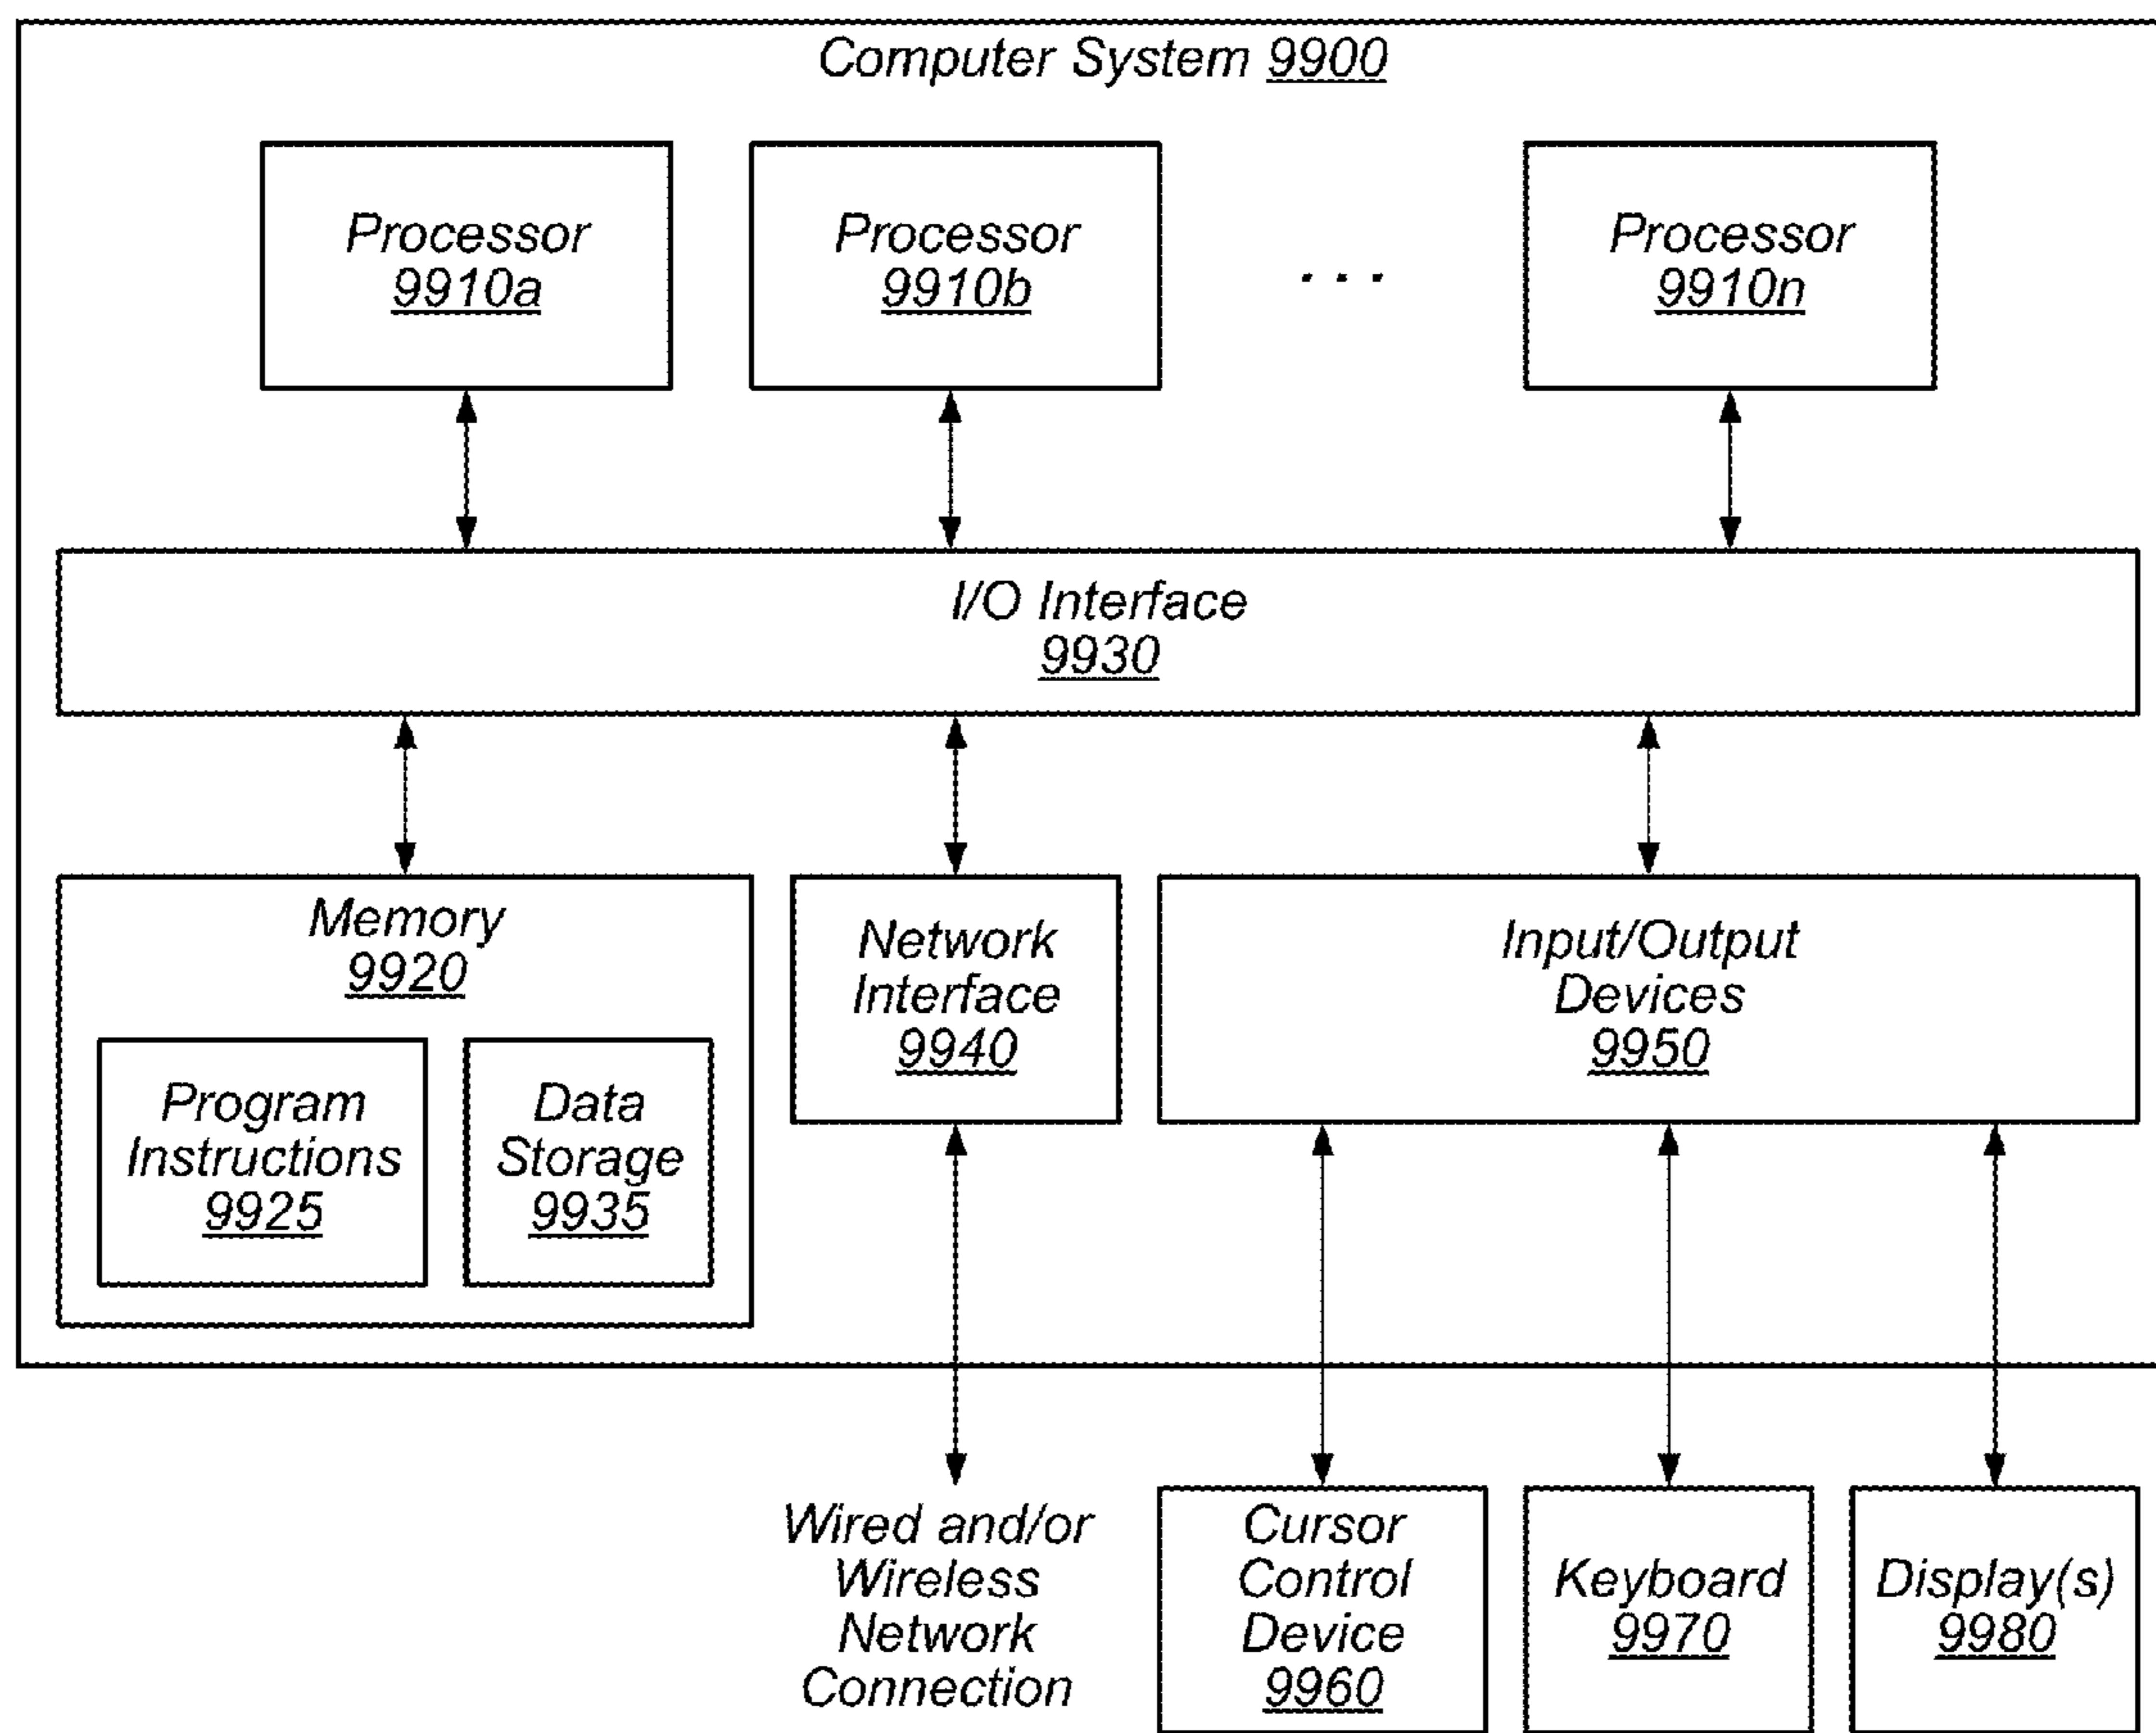 Computer System 9900
Processor
9910a
Processor
9910b
. . .
Processor
9910n
I/O Interface
9930
Memory
9920
Program
Instructions
9925
Data
Storage
9935
Network
Interface
9940
Input/Output
Devices
9950
Wired and/or
Wireless
Network
Connection
Cursor
Control
Device
9960
Keyboard
9970
Display(s)
9980